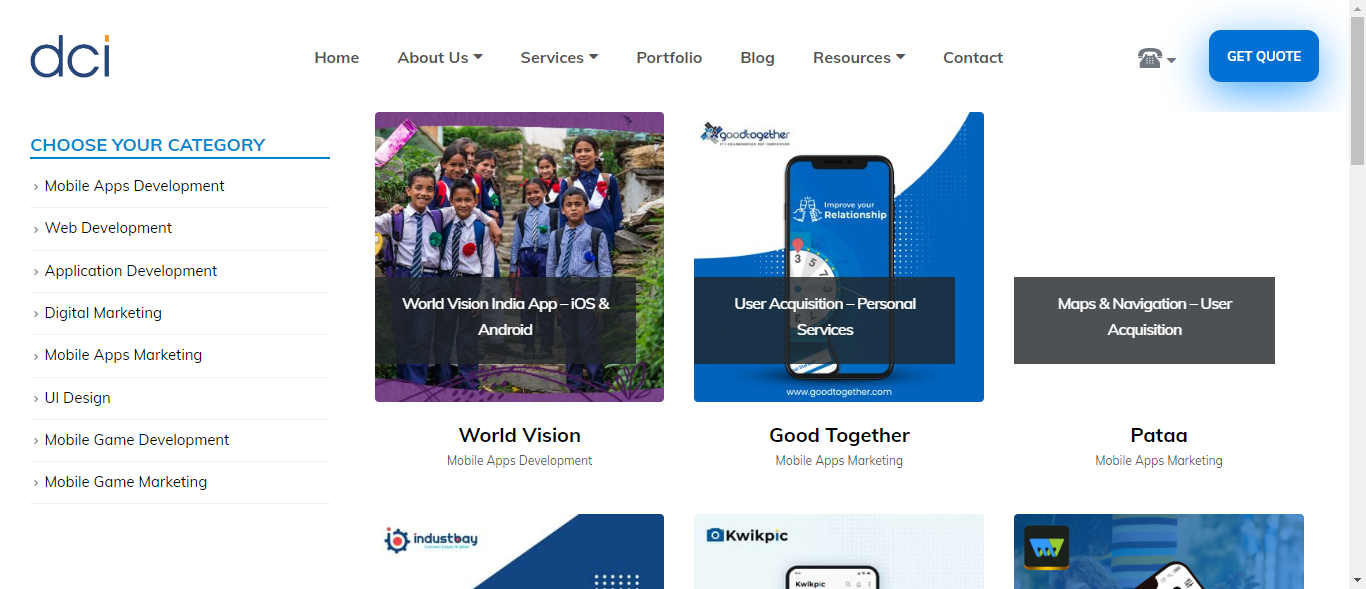 dci
Home
About Us
Services
Portfolio
Blog
Resources
Contact
GET QUOTE
CHOOSE YOUR CATEGORY
Mobile Apps Development
Web Development
Application Development
Digital Marketing
Mobile Apps Marketing
UI Design
Mobile Game Development
Mobile Game Marketing
World Vision India App – iOS &
Android
World Vision
Mobile Apps Development
goodtogether
Improve your
Relationship
3
5
7
User Acquisition – Personal
Services
www.goodtogether.com
Good Together
Mobile Apps Marketing
Maps & Navigation – User
Acquisition
Pataa
Mobile Apps Marketing
industbay
Kwikpic
Kwikpic